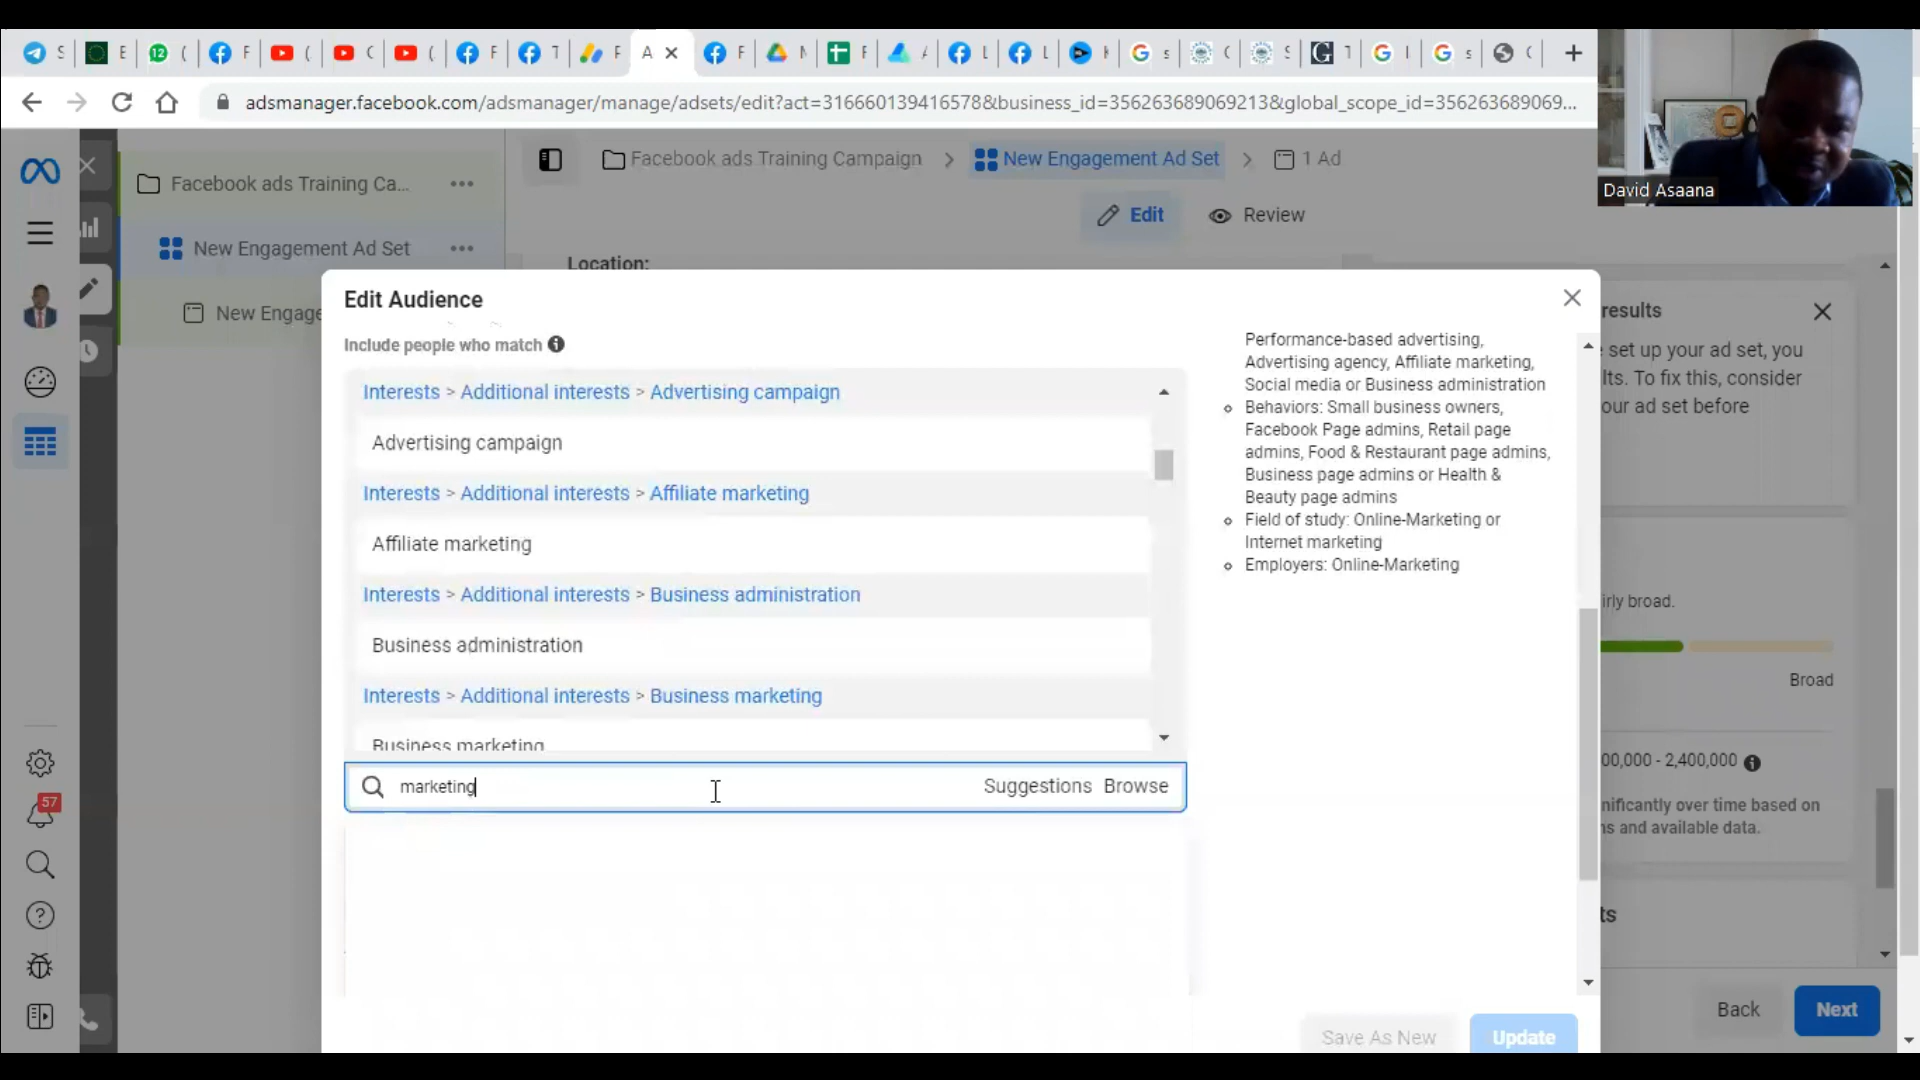 S
E
12
(
F
(
C
(
F
T
F
A
F
N
F
A
L
L
s
C
S
T
I
s
(
adsmanager.facebook.com/adsmanager/manage/adsets/edit?act=316660139416578&business_id=356263689069213&global_scope_id=356263689069...
David Asaana
Facebook ads Training Ca...
Facebook ads Training Campaign
New Engagement Ad Set
1 Ad
Edit
Review
New Engagement Ad Set
New Engage
Location:
Edit Audience
Include people who match
Interests > Additional interests > Advertising campaign
Advertising campaign
Interests > Additional interests > Affiliate marketing
Affiliate marketing
Interests > Additional interests > Business administration
Business administration
Interests > Additional interests > Business marketing
Business marketing
marketing
Suggestions
Browse
Performance-based advertising,
Advertising agency, Affiliate marketing,
Social media or Business administration
Behaviors: Small business owners,
Facebook Page admins, Retail page
admins, Food & Restaurant page admins,
Business page admins or Health &
Beauty page admins
Field of study: Online-Marketing or
Internet marketing
Employers: Online-Marketing
results
set up your ad set, you
lts. To fix this, consider
our ad set before
irly broad.
Broad
00,000 - 2,400,000
nificantly over time based on
ns and available data.
ts
57
Save As New
Update
Back
Next